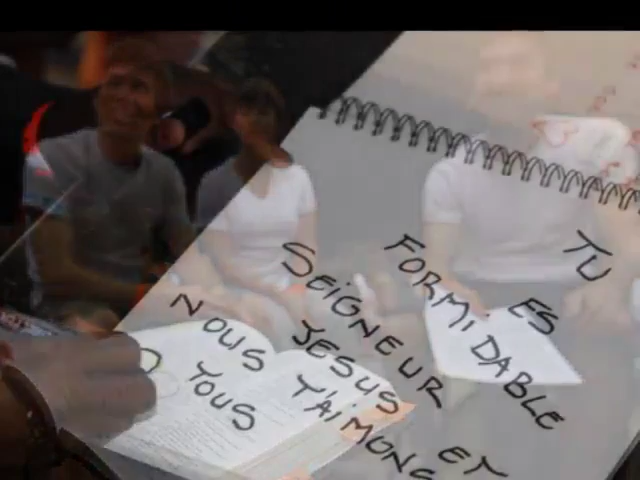 TU
ES
FORMIDABLE
SEIGNEUR
JESUS ET
NOUS T'AIMONS
TOUS